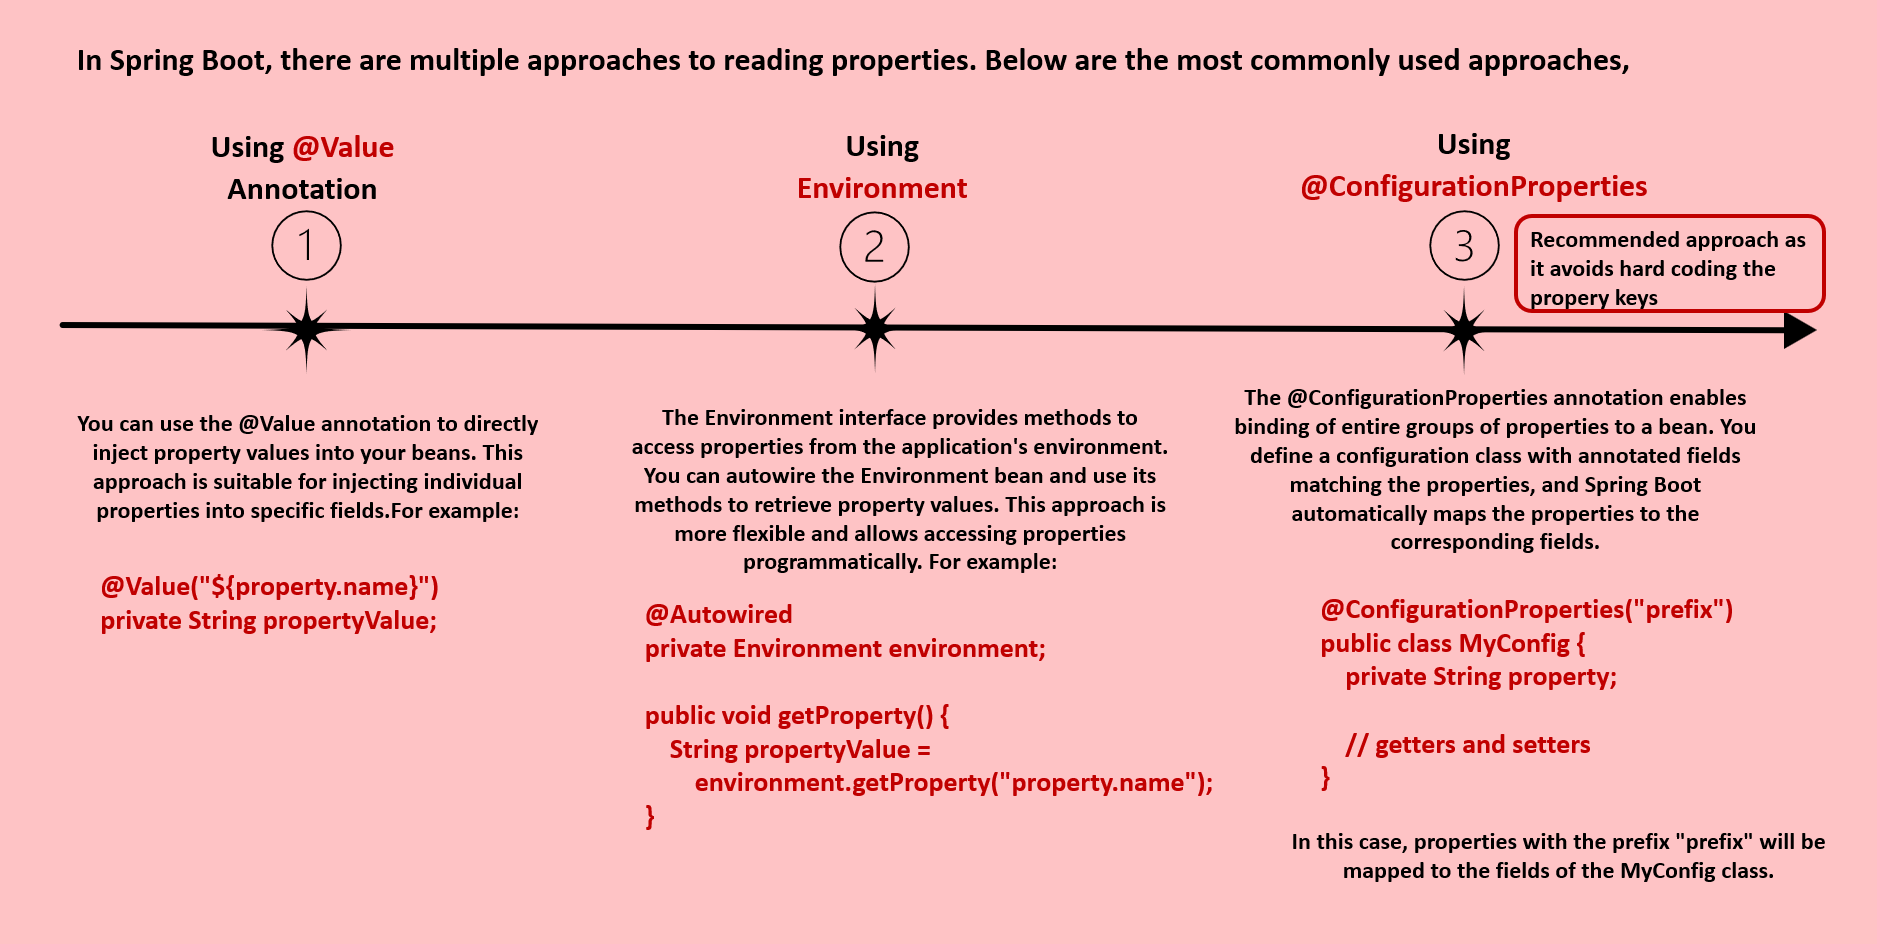 In Spring Boot, there are multiple approaches to reading properties. Below are the most commonly used approaches,
Using @Value
Annotation
1
You can use the @Value annotation to directly
inject property values into your beans. This
approach is suitable for injecting individual
properties into specific fields.For example:
@Value("${property.name}")
private String propertyValue;
Using
Environment
2
The Environment interface provides methods to
access properties from the application's environment.
You can autowire the Environment bean and use its
methods to retrieve property values. This approach is
more flexible and allows accessing properties
programmatically. For example:
@Autowired
private Environment environment;
public void getProperty() {
String propertyValue =
environment.getProperty("property.name");
}
Using
@ConfigurationProperties
3
Recommended approach as
it avoids hard coding the
propery keys
The @ConfigurationProperties annotation enables
binding of entire groups of properties to a bean. You
define a configuration class with annotated fields
matching the properties, and Spring Boot
automatically maps the properties to the
corresponding fields.
@ConfigurationProperties("prefix")
public class MyConfig {
private String property;
// getters and setters
}
In this case, properties with the prefix "prefix" will be
mapped to the fields of the MyConfig class.